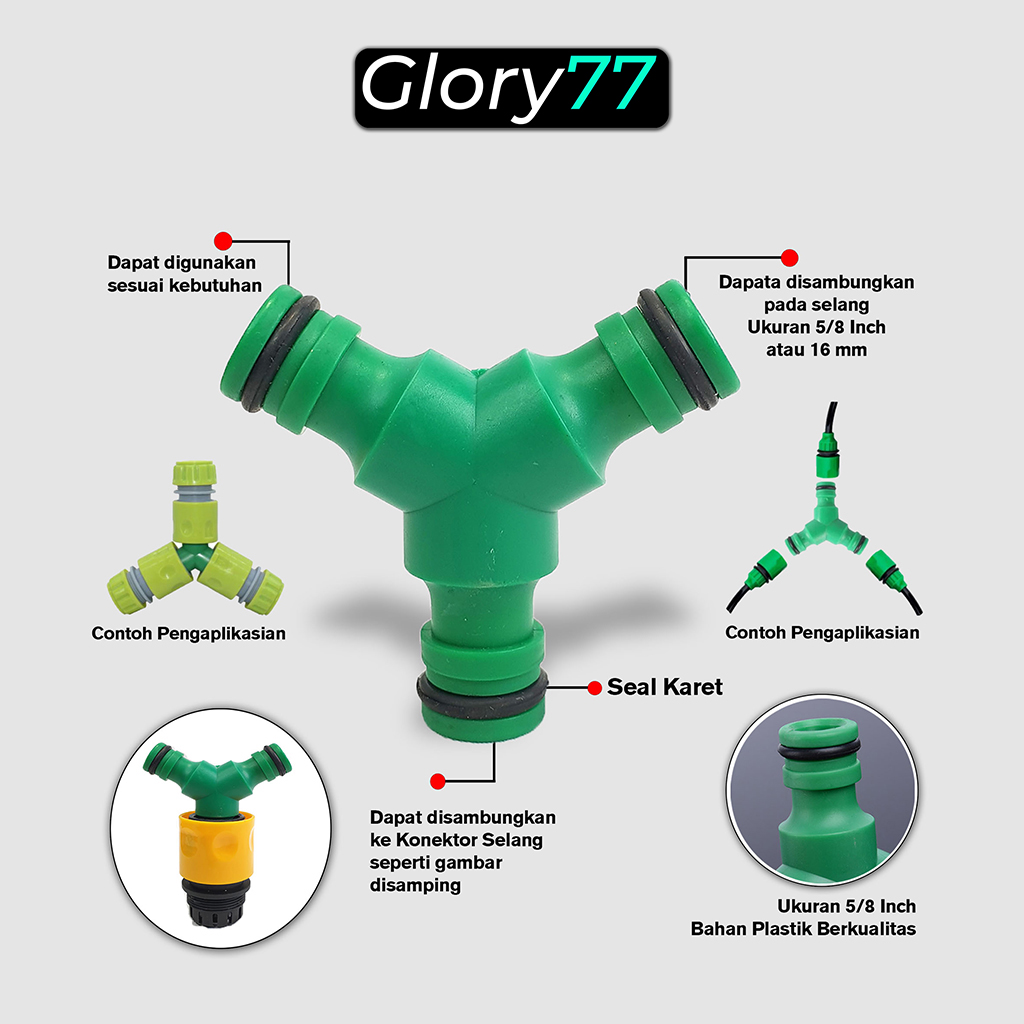 Glory77
Dapat digunakan
sesuai kebutuhan
Dapata disambungkan
pada selang
Ukuran 5/8 Inch
atau 16 mm
Contoh Pengaplikasian
Contoh Pengaplikasian
Seal Karet
Dapat disambungkan
ke Konektor Selang
seperti gambar
disamping
Ukuran 5/8 Inch
Bahan Plastik Berkualitas